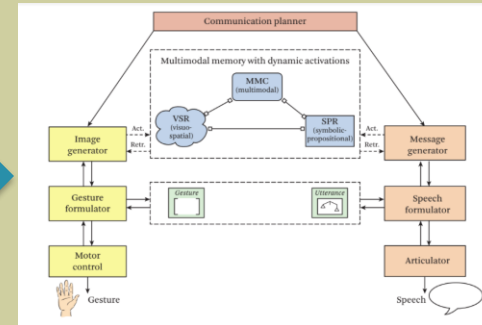 Communication planner
Multimodal memory with dynamic activations
MMC
(multimodal)
VSR
(visuo-
spatial)
SPR
(symbolic-
propositional)
Image
generator
Act.
Retr.
Act.
Retr.
Message
generator
Gesture
formulator
Gesture
Utterance
Speech
formulator
Motor
control
Articulator
Gesture
Speech